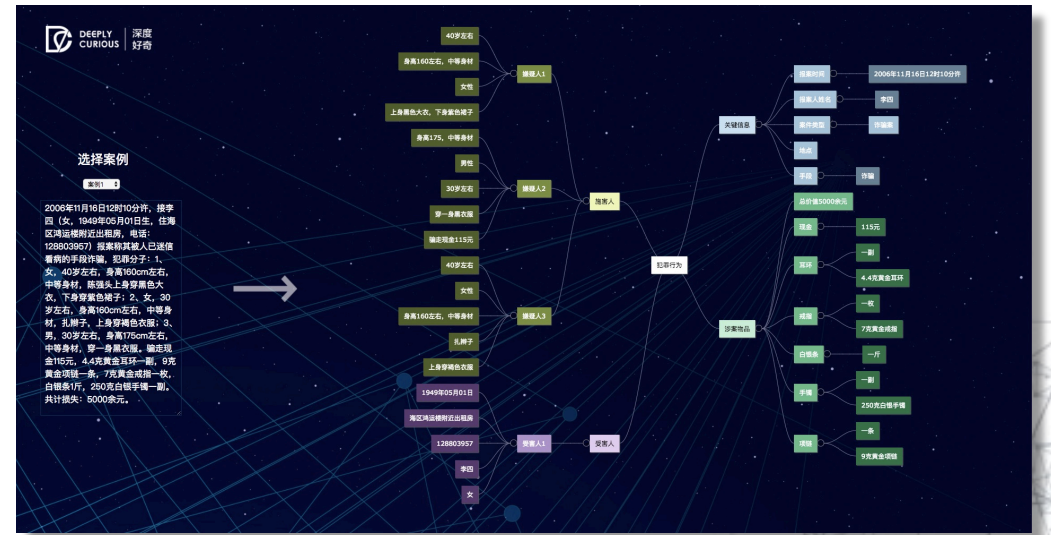 DEEPLY CURIOUS 深度好奇
选择案例
案例1
2006年11月16日12时10分许，接李
四（女，1949年05月01日生，住海
区鸿运楼附近出租房，电话：
128803957）报案称其被人已迷信
看病的手段诈骗，犯罪分子：1、
女，40岁左右，身高160cm左右，
中等身材，陈强头上身穿黑色大
衣，下身穿紫色裙子；2、女，30
岁左右，身高160cm左右，中等身
材，扎辫子，上身穿褐色衣服；3、
男，30岁左右，身高175cm左右，
中等身材，穿一身黑衣服。骗走现
金115元，4.4克黄金耳环一副，9克
黄金项链一条，7克黄金戒指一枚，
白银条1斤，250克白银手镯一副。
共计损失：5000余元。
40岁左右
身高160左右，中等身材
女性
上身黑色大衣，下身紫色裙子
嫌疑人1
身高175，中等身材
男性
30岁左右
穿一身黑衣服
骗走现金115元
嫌疑人2
40岁左右
女性
身高160左右，中等身材
扎辫子
上身穿褐色衣服
嫌疑人3
施害人
1949年05月01日
海区鸿运楼附近出租房
128803957
李四
女
受害人1
受害人
犯罪行为
关键信息
报案时间
2006年11月16日12时10分许
报案人姓名
李四
案件类型
诈骗案
地点
手段
诈骗
涉案物品
总价值5000余元
现金
115元
耳环
一副
4.4克黄金耳环
戒指
一枚
7克黄金戒指
白银条
一斤
手镯
一副
250克白银手镯
项链
一条
9克黄金项链